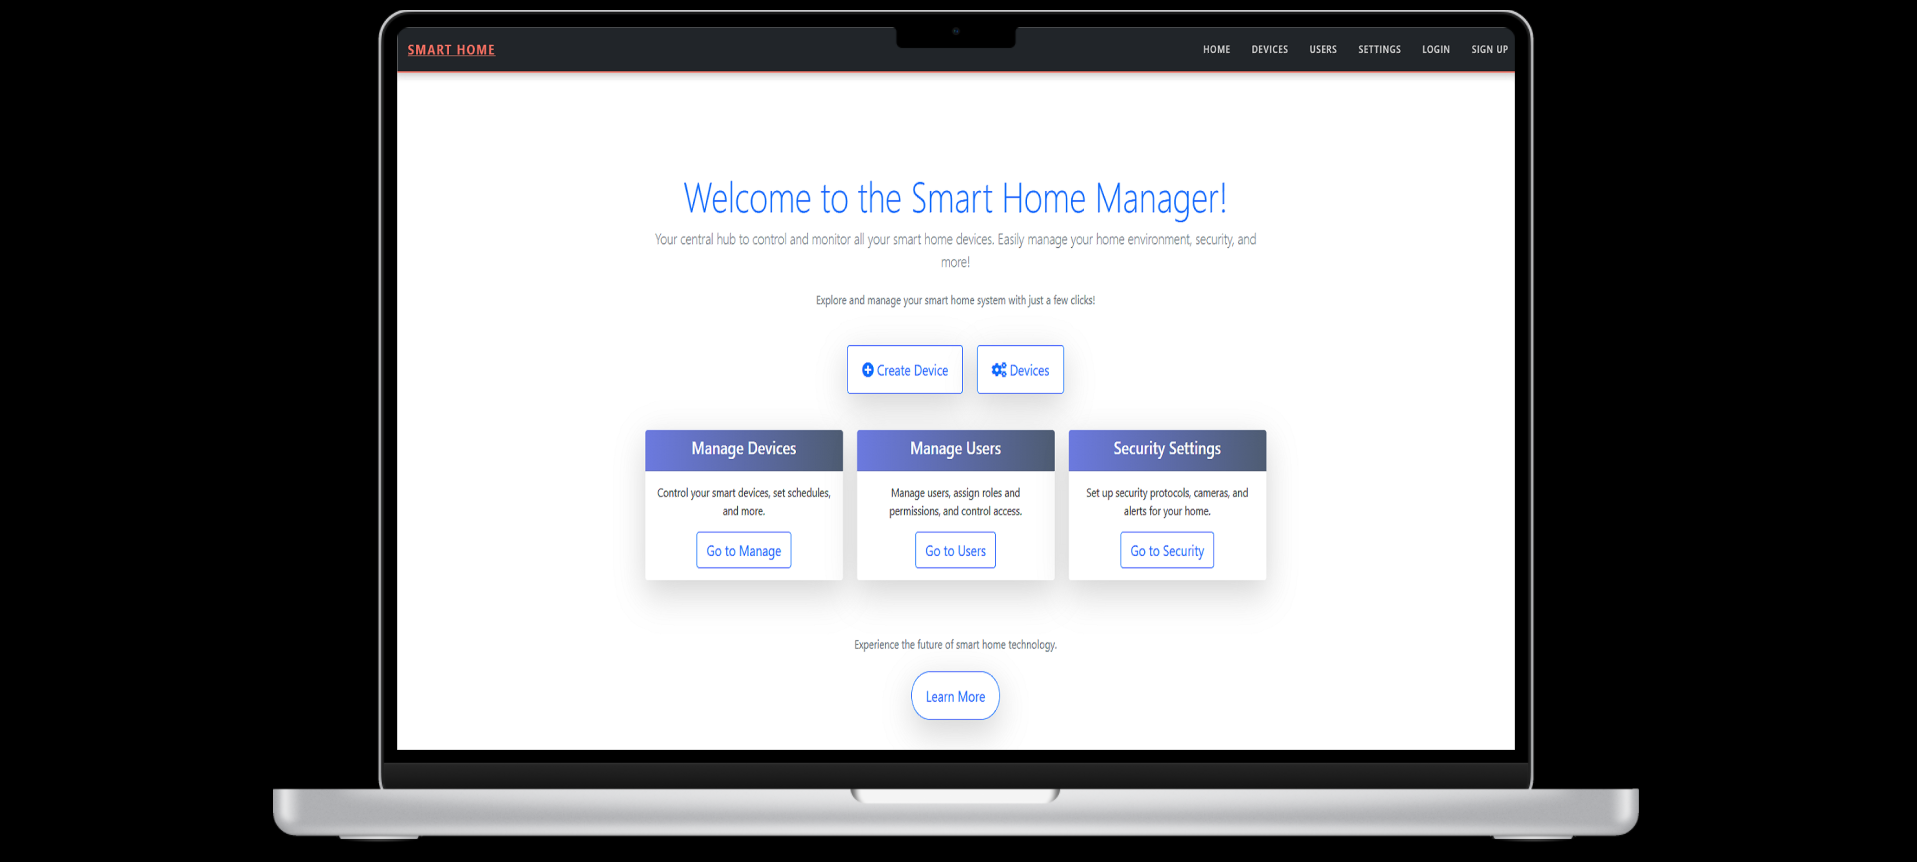 SMART HOME
HOME DEVICES USERS SETTINGS LOGIN SIGN UP
Welcome to the Smart Home Manager!
Your central hub to control and monitor all your smart home devices. Easily manage your home environment, security, and
more!
Explore and manage your smart home system with just a few clicks!
Create Device
Devices
Manage Devices
Control your smart devices, set schedules,
and more.
Go to Manage
Manage Users
Manage users, assign roles and
permissions, and control access.
Go to Users
Security Settings
Set up security protocols, cameras, and
alerts for your home.
Go to Security
Experience the future of smart home technology.
Learn More